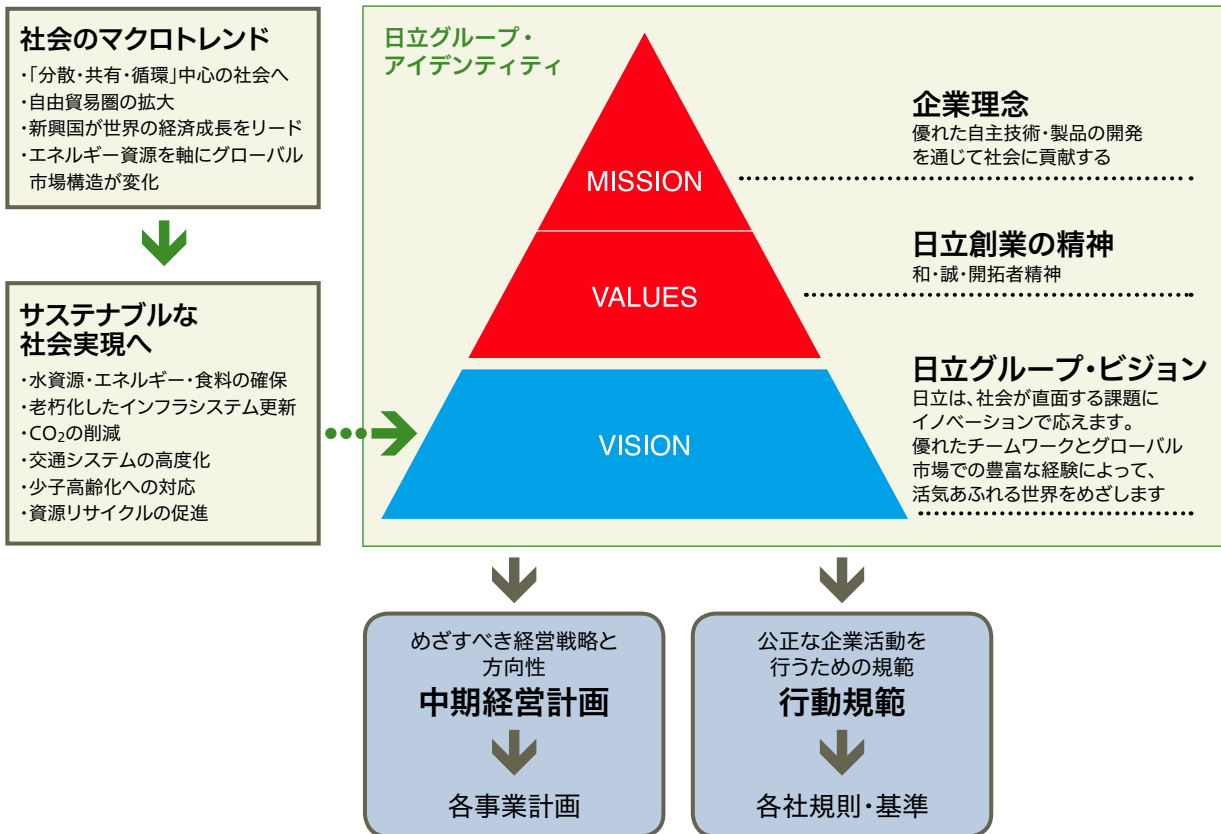 社会のマクロトレンド
・「分散・共有・循環」中心の社会へ
・自由貿易圏の拡大
・新興国が世界の経済成長をリード
・エネルギー資源を軸にグローバル
市場構造が変化
サステナブルな
社会実現へ
・水資源・エネルギー・食料の確保
・老朽化したインフラシステム更新
・CO₂の削減
・交通システムの高度化
・少子高齢化への対応
・資源リサイクルの促進
日立グループ・
アイデンティティ
MISSION
企業理念
優れた自主技術・製品の開発
を通じて社会に貢献する
VALUES
日立創業の精神
和・誠・開拓者精神
VISION
日立グループ・ビジョン
日立は、社会が直面する課題に
イノベーションで応えます。
優れたチームワークとグローバル
市場での豊富な経験によって、
活気あふれる世界をめざします
めざすべき経営戦略と
方向性
中期経営計画
各事業計画
公正な企業活動を
行うための規範
行動規範
各社規則・基準